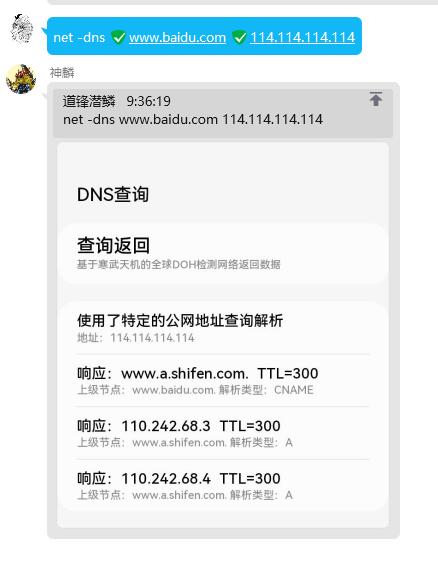 net -dns www.baidu.com 114.114.114.114
神麟
道锋潜鳞 9:36:19
net -dns www.baidu.com 114.114.114.114
DNS查询
查询返回
基于寒武天机的全球DOH检测网络返回数据
使用了特定的公网地址查询解析
地址：114.114.114.114
响应：www.a.shifen.com. TTL=300
上级节点：www.baidu.com. 解析类型：CNAME
响应：110.242.68.3 TTL=300
上级节点：www.a.shifen.com. 解析类型：A
响应：110.242.68.4 TTL=300
上级节点：www.a.shifen.com. 解析类型：A